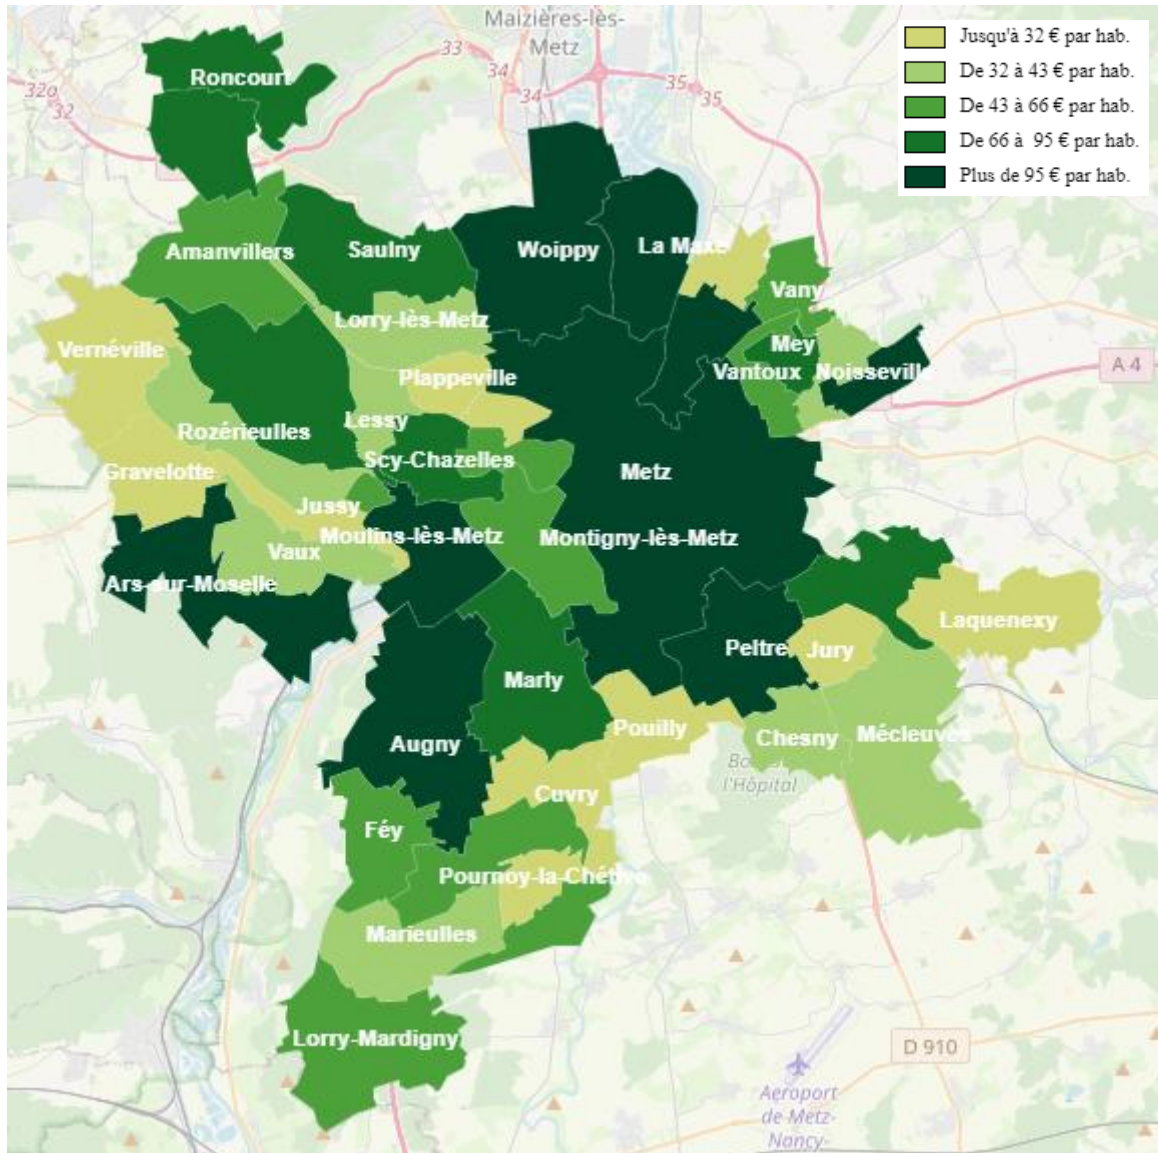 Maizières-lès-
Metz
Jusqu'à 32 € par hab.
De 32 à 43 € par hab.
De 43 à 66 € par hab.
De 66 à 95 € par hab.
Plus de 95 € par hab.
33
34
34
35
35
32
32
Roncourt
Amanvillers
Saulny
Woippy
La Maxe
Vany
Lorry-lès-Metz
Vernéville
Mey
Vantoux
Noisseville
A 4
Plappeville
Lessy
Rozérieulles
Scy-Chazelles
Gravelotte
Metz
Jussy
Moulins-lès-Metz
Montigny-lès-Metz
Vaux
Ars-sur-Moselle
Laquenexy
Peltre
Jury
Marly
Pouilly
Chesny
Mécleuves
Augny
l'Hôpital
Cuvry
Féy
Pournoy-la-Chétive
Marieulles
Lorry-Mardigny
D 910
Aeroport
de Metz-
Nancy-